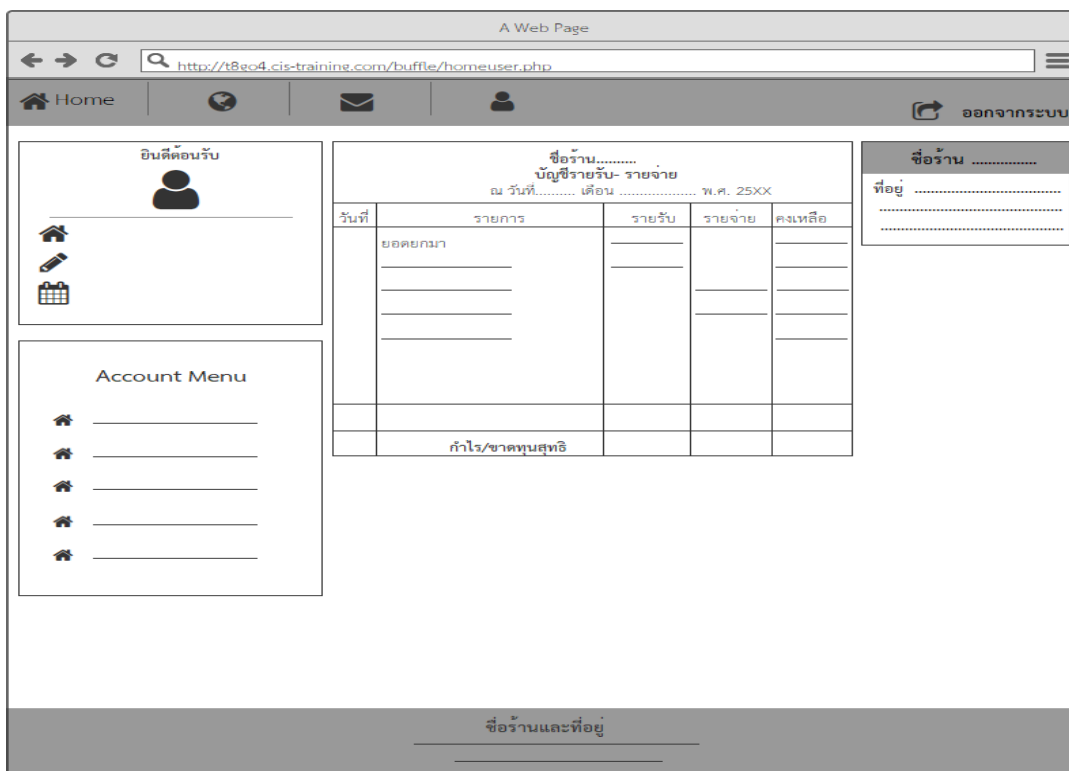 A Web Page
http://t8go4.cis-training.com/buffle/homeuser.php
Home
ออกจากระบบ
ยินดีต้อนรับ
Account Menu
ชื่อร้าน..........
บัญชีรายรับ- รายจ่าย
ณ วันที่.......... เดือน ................... พ.ศ. 25XX
วันที่ รายการ รายรับ รายจ่าย คงเหลือ
ยอดยกมา
กำไร/ขาดทุนสุทธิ
ชื่อร้าน ................
ที่อยู่ ....................................
.............................................
.............................................
ชื่อร้านและที่อยู่